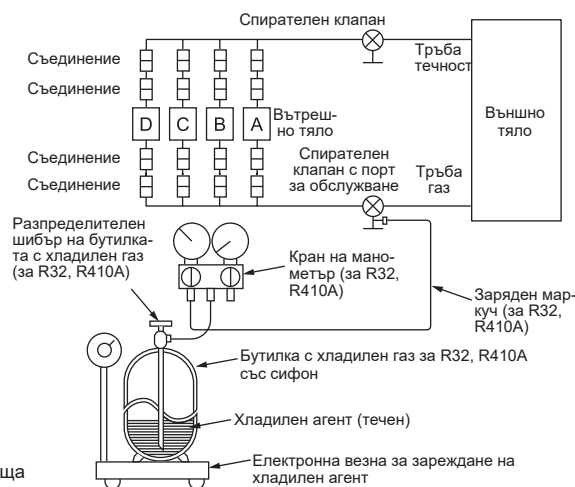 Спирателен клапан
Съединение
Съединение
Тръба
течност
D
C
B
A
Вътреш-
но тяло
Външно
тяло
Съединение
Съединение
Спирателен
клапан с порт
за обслужване
Тръба
газ
Разпределителен
шибър на бутилка-
та с хладилен газ
(за R32, R410A)
Кран на мано-
метър (за R32,
R410A)
Заряден мар-
куч (за R32,
R410A)
Бутилка с хладилен газ за R32, R410A
със сифон
Хладилен агент (течен)
Електронна везна за зареждане на
хладилен агент
ща